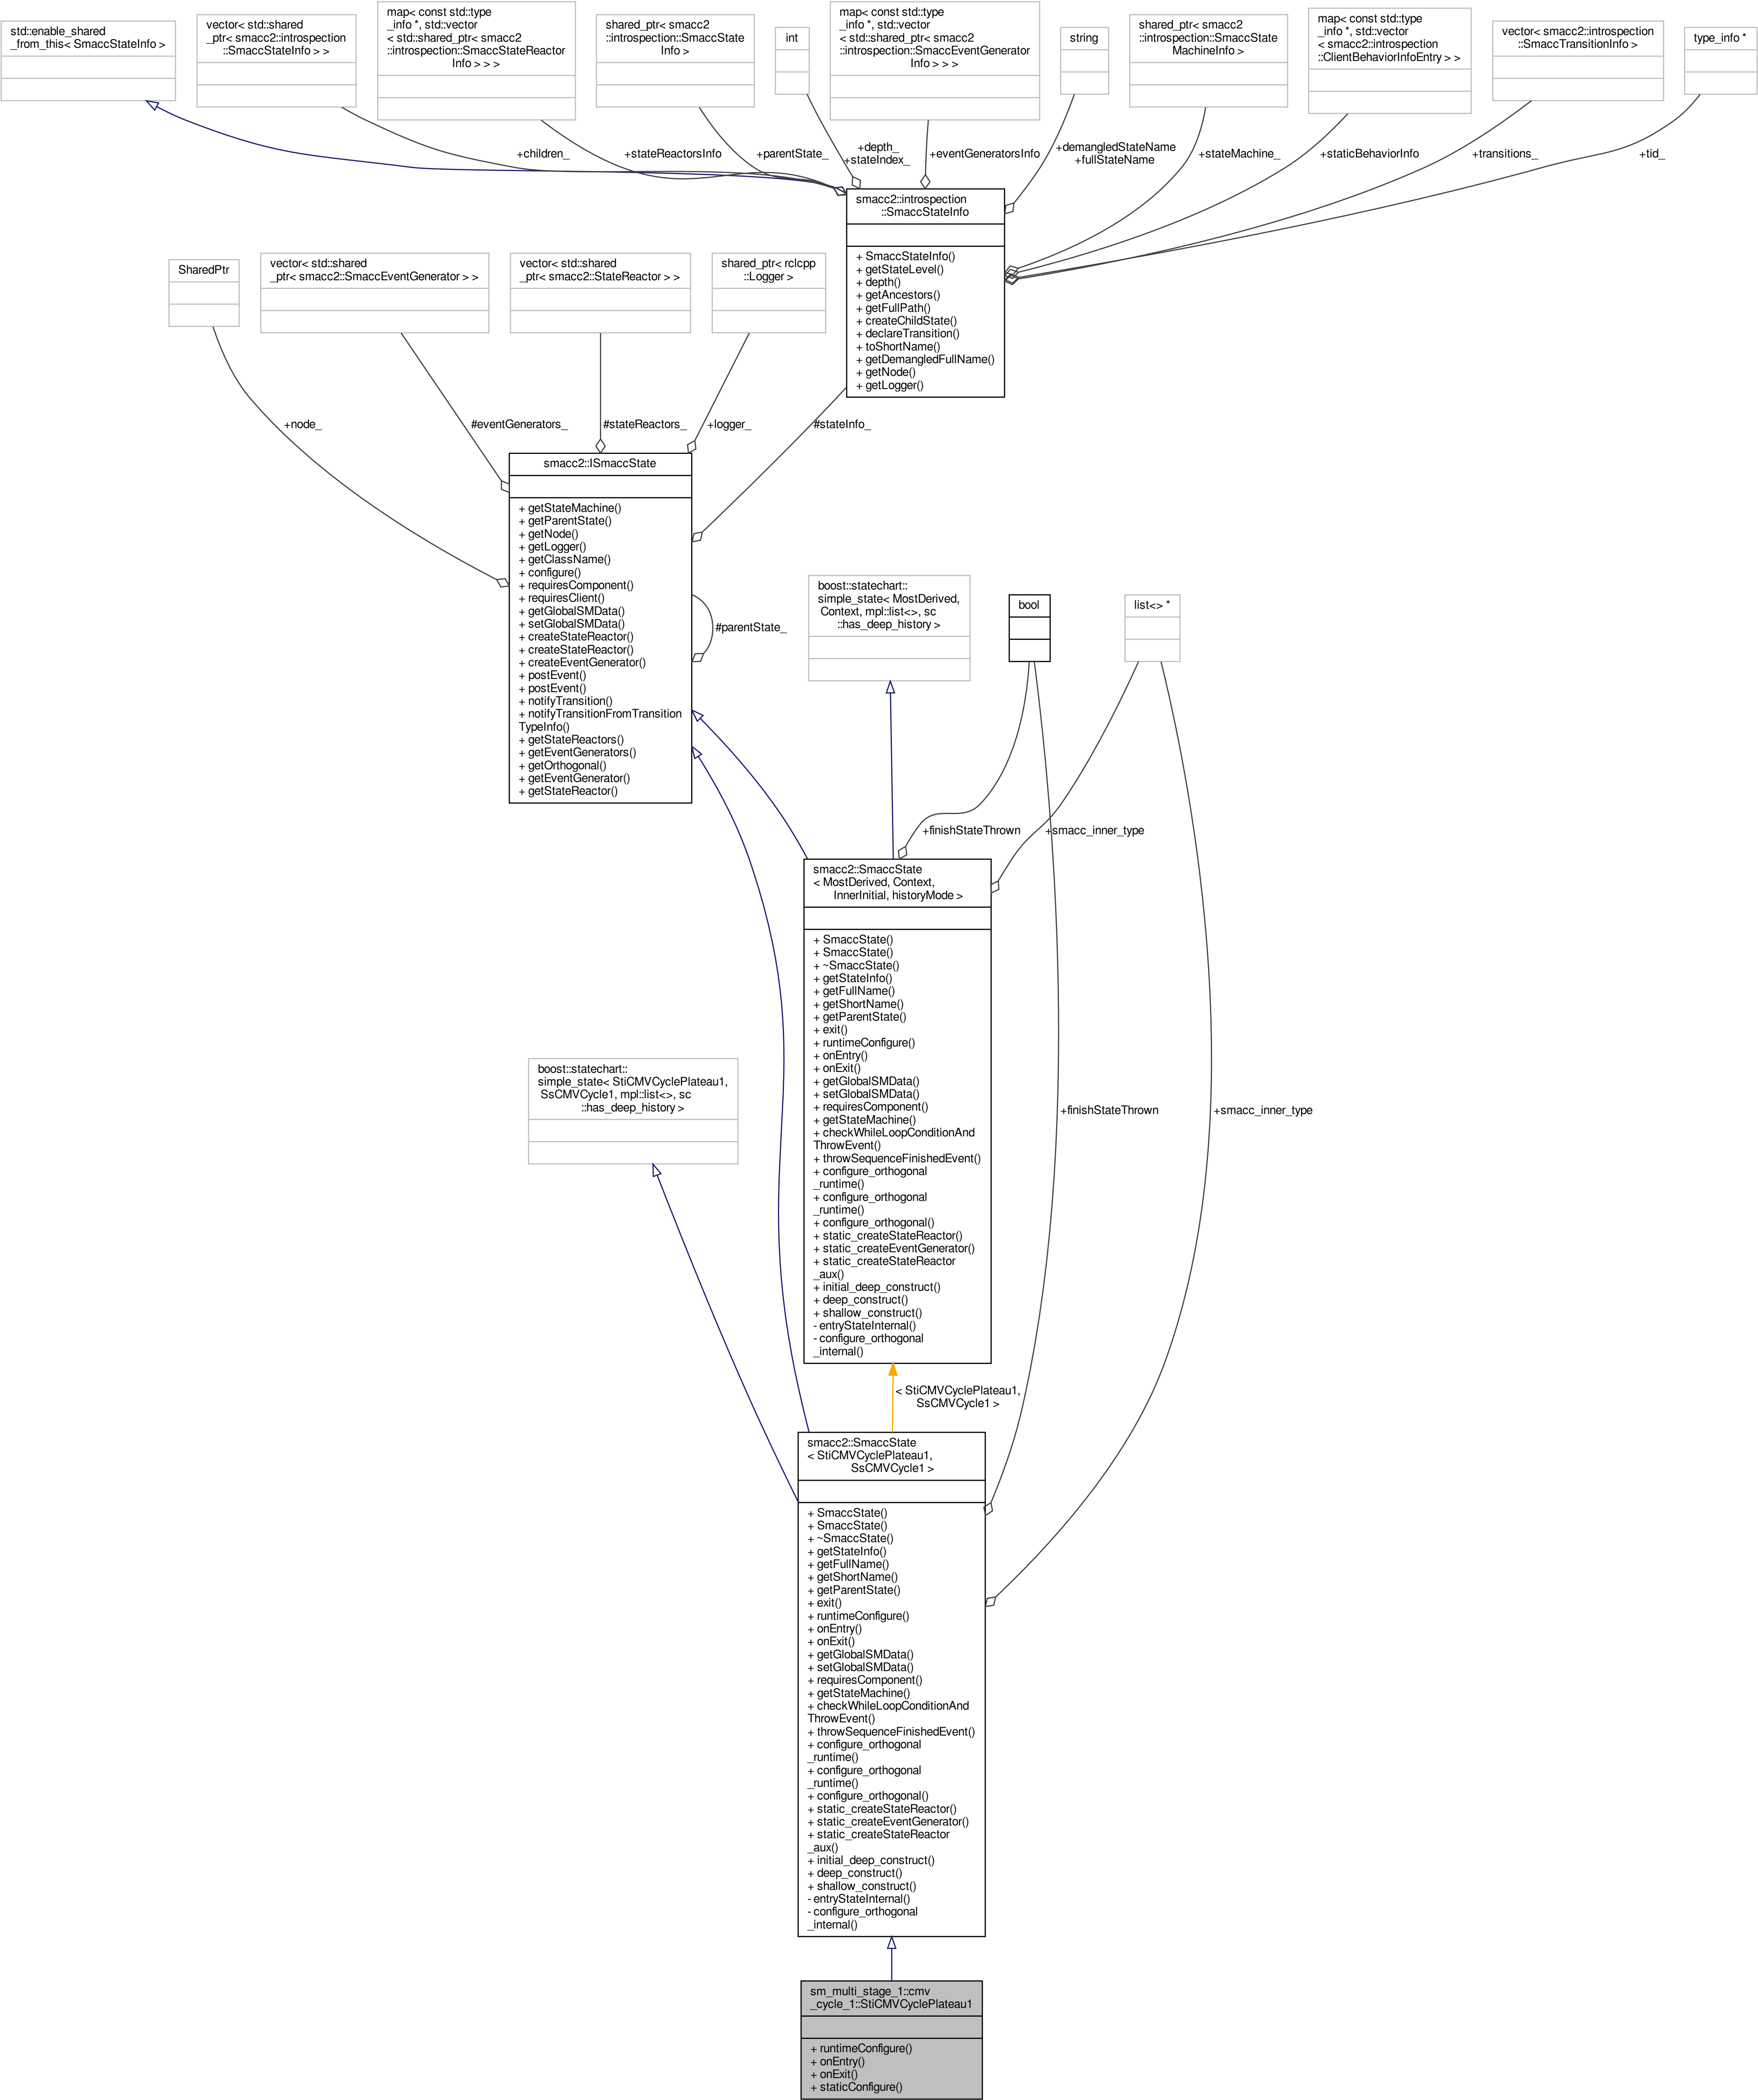 std::enable_shared
_from_this< SmaccStateInfo >
vector< std::shared
_ptr< smacc2::introspection
::SmaccStateInfo > >
map< const std::type
_info *, std::vector
< std::shared_ptr< smacc2
::introspection::SmaccStateReactor
Info > > >
shared_ptr< smacc2
::introspection::SmaccState
Info >
int
map< const std::type
_info *, std::vector
< std::shared_ptr< smacc2
::introspection::SmaccEventGenerator
Info > > >
string
shared_ptr< smacc2
::introspection::SmaccState
MachineInfo >
map< const std::type
_info *, std::vector
< smacc2::introspection
::ClientBehaviorInfoEntry > >
vector< smacc2::introspection
::SmaccTransitionInfo >
type_info *
+children_
+stateReactorsInfo
+parentState_
+depth_
+stateIndex_
+eventGeneratorsInfo
+demangledStateName
+fullStateName
+stateMachine_
+staticBehaviorInfo
+transitions_
+tid_
smacc2::introspection
::SmaccStateInfo
+ SmaccStateInfo()
+ getStateLevel()
+ depth()
+ getAncestors()
+ getFullPath()
+ createChildState()
+ declareTransition()
+ toShortName()
+ getDemangledFullName()
+ getNode()
+ getLogger()
SharedPtr
vector< std::shared
_ptr< smacc2::SmaccEventGenerator > >
vector< std::shared
_ptr< smacc2::StateReactor > >
shared_ptr< rclcpp
::Logger >
+node_
#eventGenerators_
#stateReactors_
+logger_
#stateInfo_
smacc2::ISmaccState
+ getStateMachine()
+ getParentState()
+ getNode()
+ getLogger()
+ getClassName()
+ configure()
+ requiresComponent()
+ requiresClient()
+ getGlobalSMData()
+ setGlobalSMData()
+ createStateReactor()
+ createStateReactor()
+ createEventGenerator()
+ postEvent()
+ postEvent()
+ notifyTransition()
+ notifyTransitionFromTransition
TypeInfo()
+ getStateReactors()
+ getEventGenerators()
+ getOrthogonal()
+ getEventGenerator()
+ getStateReactor()
#parentState_
boost::statechart::
simple_state< MostDerived,
Context, mpl::list<>, sc
::has_deep_history >
bool
list<> *
+finishStateThrown
+smacc_inner_type
smacc2::SmaccState
< MostDerived, Context,
InnerInitial, historyMode >
+ SmaccState()
+ SmaccState()
+ ~SmaccState()
+ getStateInfo()
+ getFullName()
+ getShortName()
+ getParentState()
+ exit()
+ runtimeConfigure()
+ onEntry()
+ onExit()
+ getGlobalSMData()
+ setGlobalSMData()
+ requiresComponent()
+ getStateMachine()
+ checkWhileLoopConditionAnd
ThrowEvent()
+ throwSequenceFinishedEvent()
+ configure_orthogonal
_runtime()
+ configure_orthogonal
_runtime()
+ configure_orthogonal()
+ static_createStateReactor()
+ static_createEventGenerator()
+ static_createStateReactor
_aux()
+ initial_deep_construct()
+ deep_construct()
+ shallow_construct()
- entryStateInternal()
- configure_orthogonal
_internal()
boost::statechart::
simple_state< StiCMVCyclePlateau1,
SsCMVCycle1, mpl::list<>, sc
::has_deep_history >
+finishStateThrown
+smacc_inner_type
< StiCMVCyclePlateau1,
SsCMVCycle1 >
smacc2::SmaccState
< StiCMVCyclePlateau1,
SsCMVCycle1 >
+ SmaccState()
+ SmaccState()
+ ~SmaccState()
+ getStateInfo()
+ getFullName()
+ getShortName()
+ getParentState()
+ exit()
+ runtimeConfigure()
+ onEntry()
+ onExit()
+ getGlobalSMData()
+ setGlobalSMData()
+ requiresComponent()
+ getStateMachine()
+ checkWhileLoopConditionAnd
ThrowEvent()
+ throwSequenceFinishedEvent()
+ configure_orthogonal
_runtime()
+ configure_orthogonal
_runtime()
+ configure_orthogonal()
+ static_createStateReactor()
+ static_createEventGenerator()
+ static_createStateReactor
_aux()
+ initial_deep_construct()
+ deep_construct()
+ shallow_construct()
- entryStateInternal()
- configure_orthogonal
_internal()
sm_multi_stage_1::cmv
_cycle_1::StiCMVCyclePlateau1
+ runtimeConfigure()
+ onEntry()
+ onExit()
+ staticConfigure()